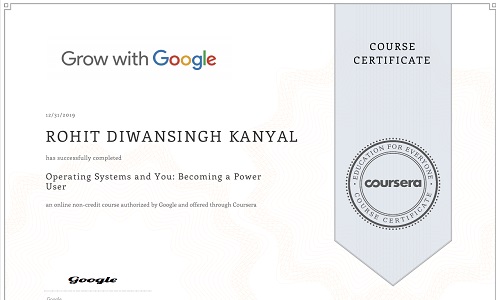 Grow with Google
COURSE
CERTIFICATE
12/31/2019
ROHIT DIWANSINGH KANYAL
has successfully completed
Operating Systems and You: Becoming a Power
User
an online non-credit course authorized by Google and offered through Coursera
EDUCATION FOR EVERYONE
coursera
COURSE CERTIFICATE
Google
Google